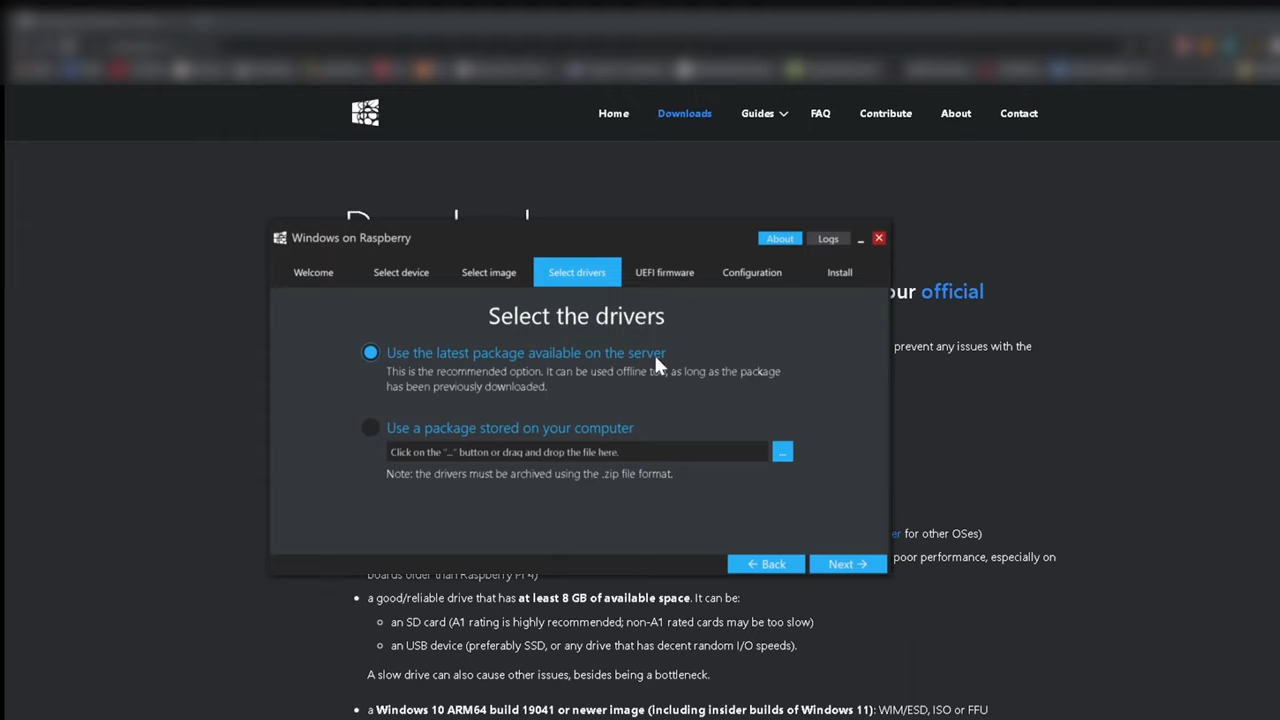 Home Downloads Guides FAQ Contribute About Contact
Windows on Raspberry About Logs
Welcome Select device Select image Select drivers UEFI firmware Configuration Install
our official
Select the drivers
prevent any issues with the
Use the latest package available on the server
This is the recommended option. It can be used offline too, as long as the package
has been previously downloaded.
Use a package stored on your computer
Click on the "..." button or drag and drop the file here. ...
Note: the drivers must be archived using the .zip file format.
for other OSes)
poor performance, especially on
← Back Next →
boards older than Raspberry Pi 4)
• a good/reliable drive that has at least 8 GB of available space. It can be:
an SD card (A1 rating is highly recommended; non-A1 rated cards may be too slow)
an USB device (preferably SSD, or any drive that has decent random I/O speeds).
A slow drive can also cause other issues, besides being a bottleneck.
• a Windows 10 ARM64 build 19041 or newer image (including insider builds of Windows 11): WIM/ESD, ISO or FFU